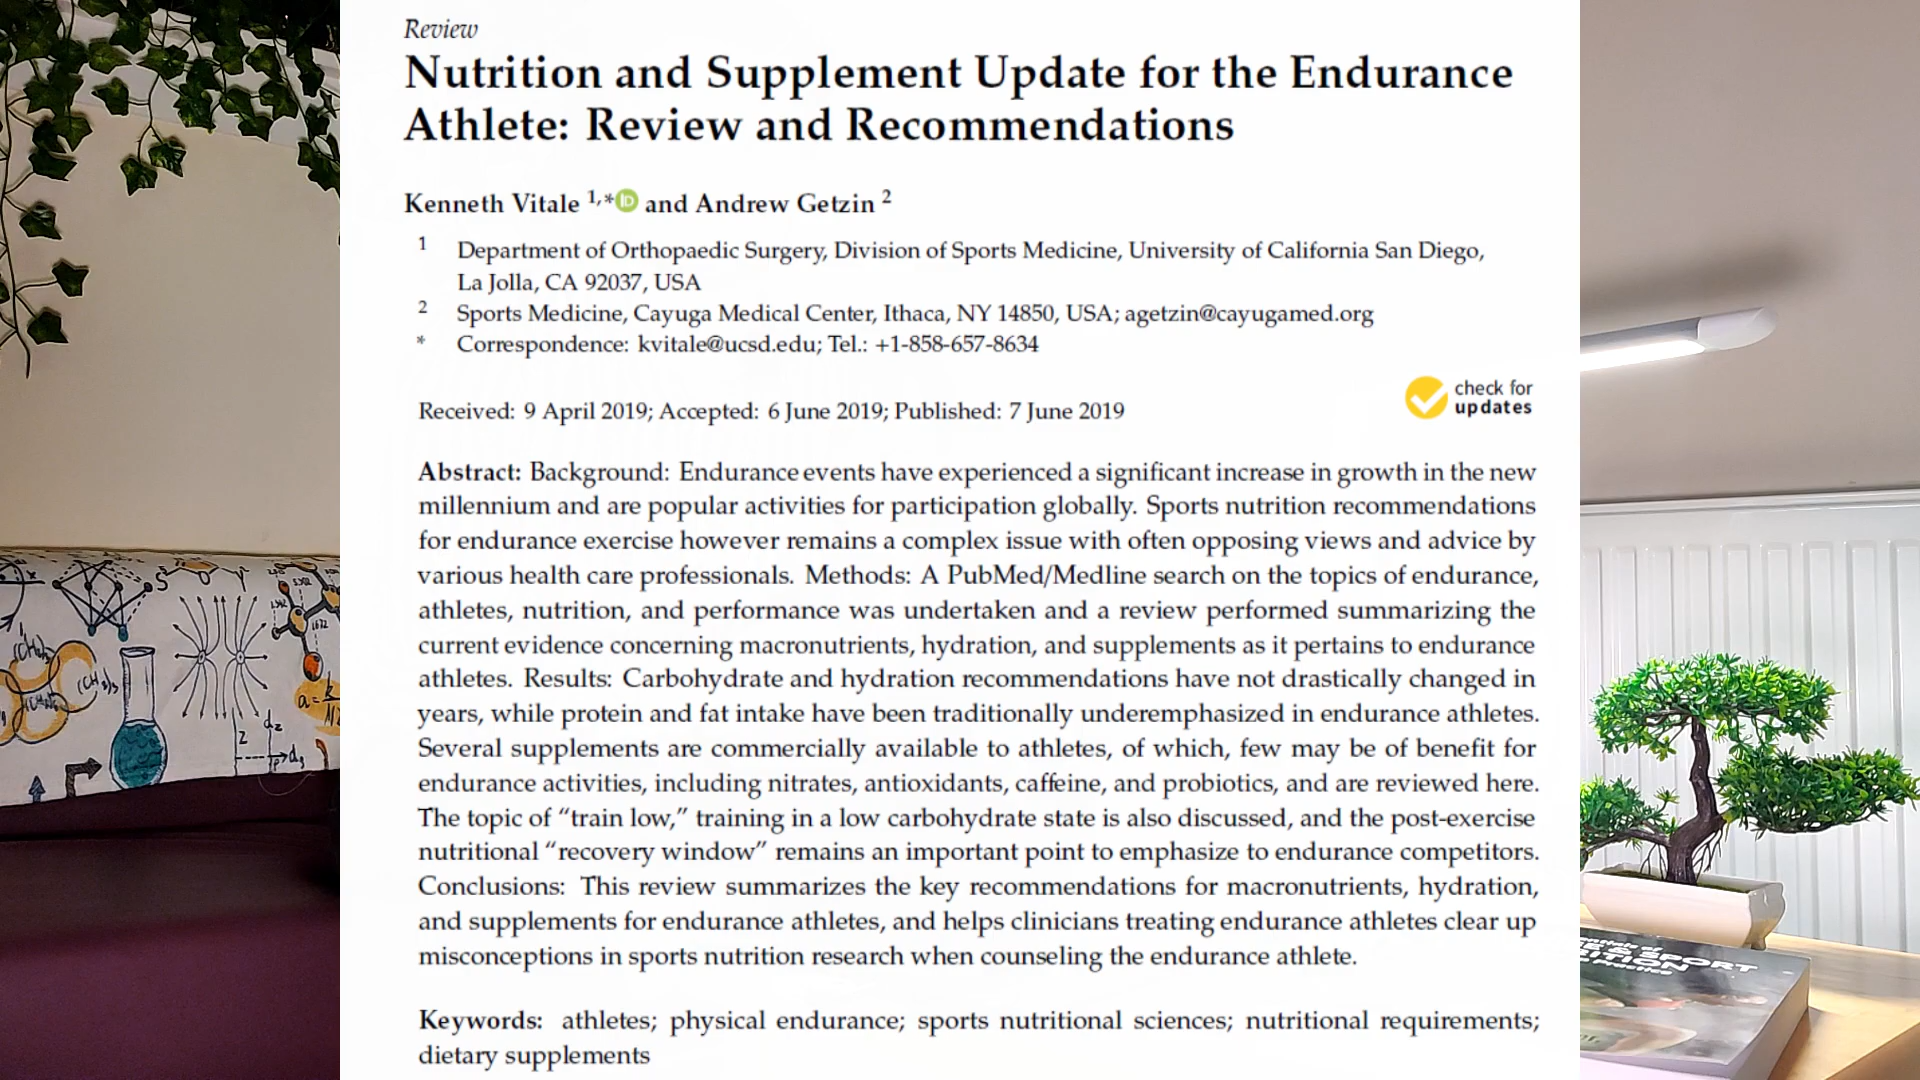 Review
Nutrition and Supplement Update for the Endurance
Athlete: Review and Recommendations
Kenneth Vitale 1,* iD and Andrew Getzin 2
1 Department of Orthopaedic Surgery, Division of Sports Medicine, University of California San Diego,
La Jolla, CA 92037, USA
2 Sports Medicine, Cayuga Medical Center, Ithaca, NY 14850, USA; agetzin@cayugamed.org
* Correspondence: kvitale@ucsd.edu; Tel.: +1-858-657-8634
check for
updates
Received: 9 April 2019; Accepted: 6 June 2019; Published: 7 June 2019
Abstract: Background: Endurance events have experienced a significant increase in growth in the new
millennium and are popular activities for participation globally. Sports nutrition recommendations
for endurance exercise however remains a complex issue with often opposing views and advice by
various health care professionals. Methods: A PubMed/Medline search on the topics of endurance,
athletes, nutrition, and performance was undertaken and a review performed summarizing the
current evidence concerning macronutrients, hydration, and supplements as it pertains to endurance
athletes. Results: Carbohydrate and hydration recommendations have not drastically changed in
years, while protein and fat intake have been traditionally underemphasized in endurance athletes.
Several supplements are commercially available to athletes, of which, few may be of benefit for
endurance activities, including nitrates, antioxidants, caffeine, and probiotics, and are reviewed here.
The topic of “train low,” training in a low carbohydrate state is also discussed, and the post-exercise
nutritional “recovery window” remains an important point to emphasize to endurance competitors.
Conclusions: This review summarizes the key recommendations for macronutrients, hydration,
and supplements for endurance athletes, and helps clinicians treating endurance athletes clear up
misconceptions in sports nutrition research when counseling the endurance athlete.
Keywords: athletes; physical endurance; sports nutritional sciences; nutritional requirements;
dietary supplements
SPORT